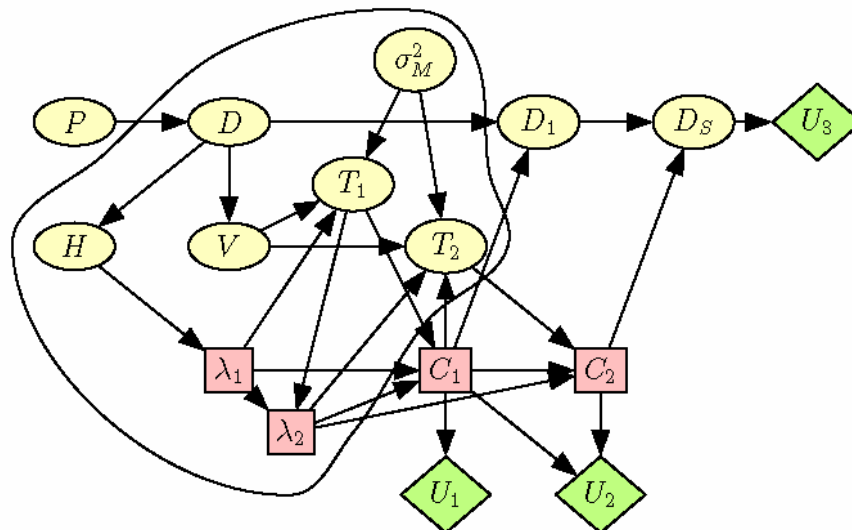 σ²_M
P D D₁ D_S U₃
T₁
H V T₂
λ₁ C₁ C₂
λ₂
U₁ U₂